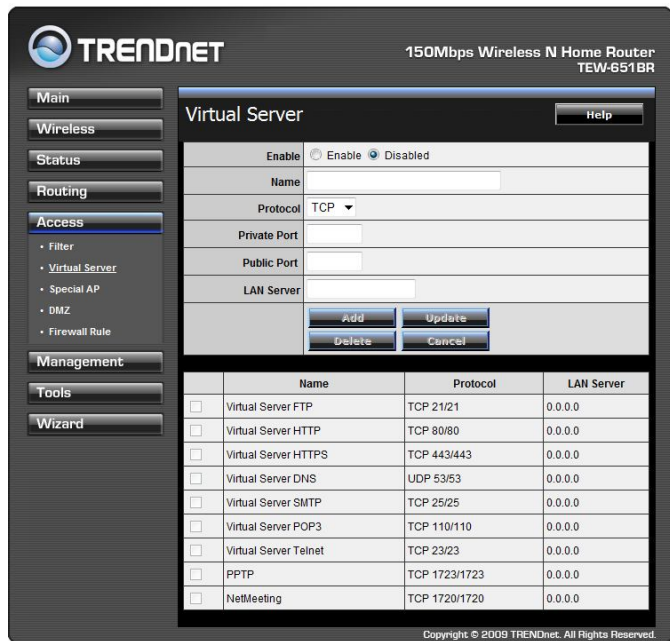 TRENDNET
150Mbps Wireless N Home Router
TEW-651BR
Main
Wireless
Status
Routing
Access
• Filter
• Virtual Server
• Special AP
• DMZ
• Firewall Rule
Management
Tools
Wizard
Virtual Server
Help
Enable Enable Disabled
Name
Protocol TCP
Private Port
Public Port
LAN Server
Add Update
Delete Cancel
Name Protocol LAN Server
Virtual Server FTP TCP 21/21 0.0.0.0
Virtual Server HTTP TCP 80/80 0.0.0.0
Virtual Server HTTPS TCP 443/443 0.0.0.0
Virtual Server DNS UDP 53/53 0.0.0.0
Virtual Server SMTP TCP 25/25 0.0.0.0
Virtual Server POP3 TCP 110/110 0.0.0.0
Virtual Server Telnet TCP 23/23 0.0.0.0
PPTP TCP 1723/1723 0.0.0.0
NetMeeting TCP 1720/1720 0.0.0.0
Copyright © 2009 TRENDnet. All Rights Reserved.